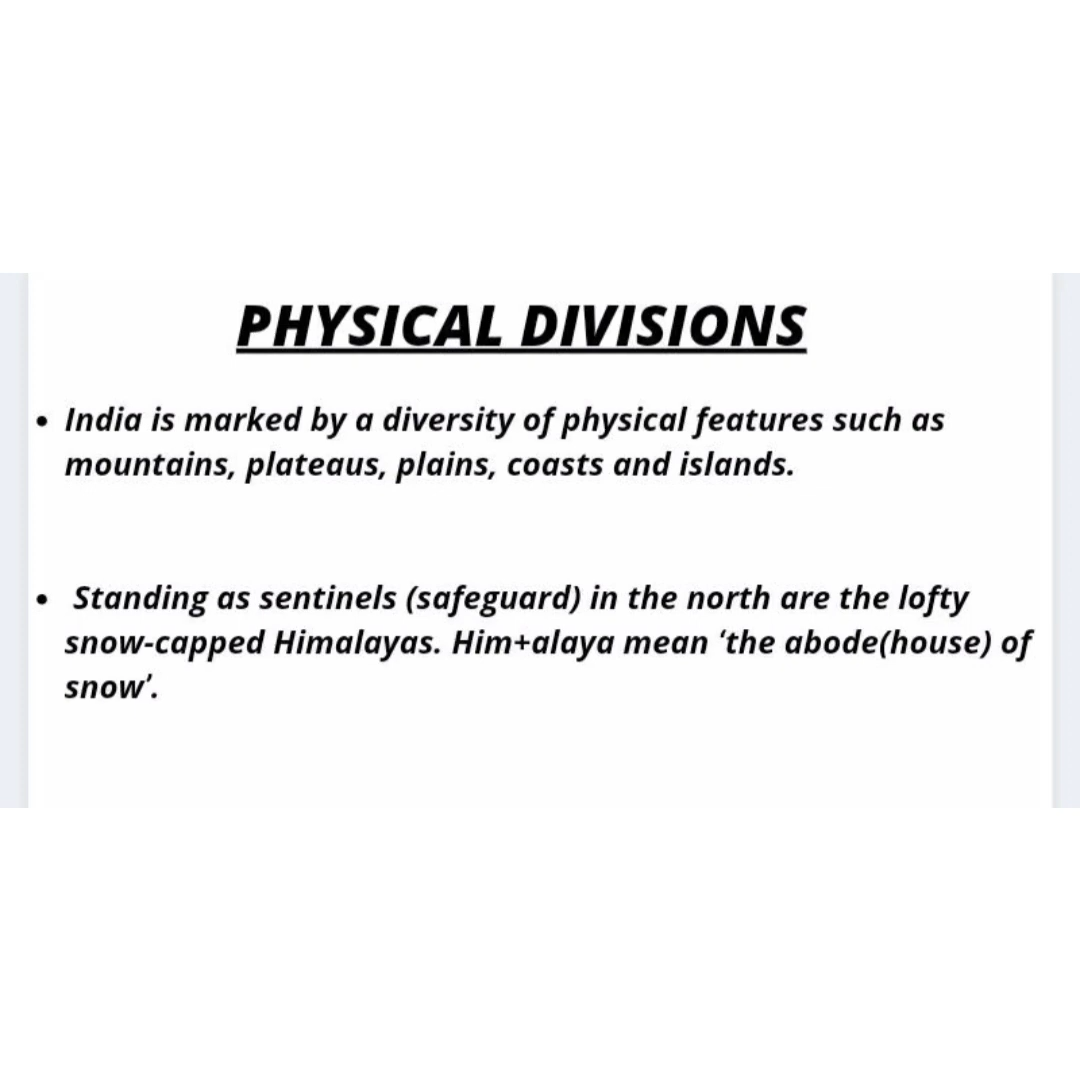 PHYSICAL DIVISIONS
• India is marked by a diversity of physical features such as
mountains, plateaus, plains, coasts and islands.
• Standing as sentinels (safeguard) in the north are the lofty
snow-capped Himalayas. Him+alaya mean ‘the abode(house) of
snow’.